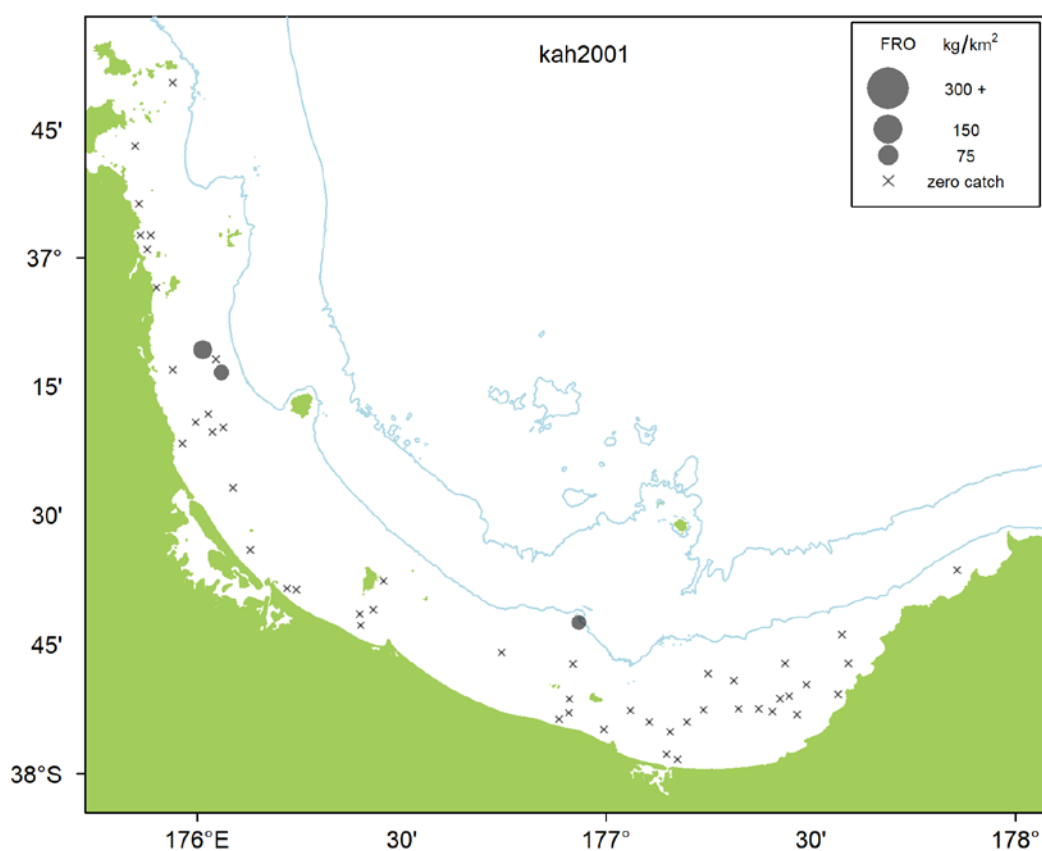 kah2001
FRO kg/km²
300 +
150
75
zero catch
45'
37°
15'
30'
45'
38°S
176°E 30' 177° 30' 178°